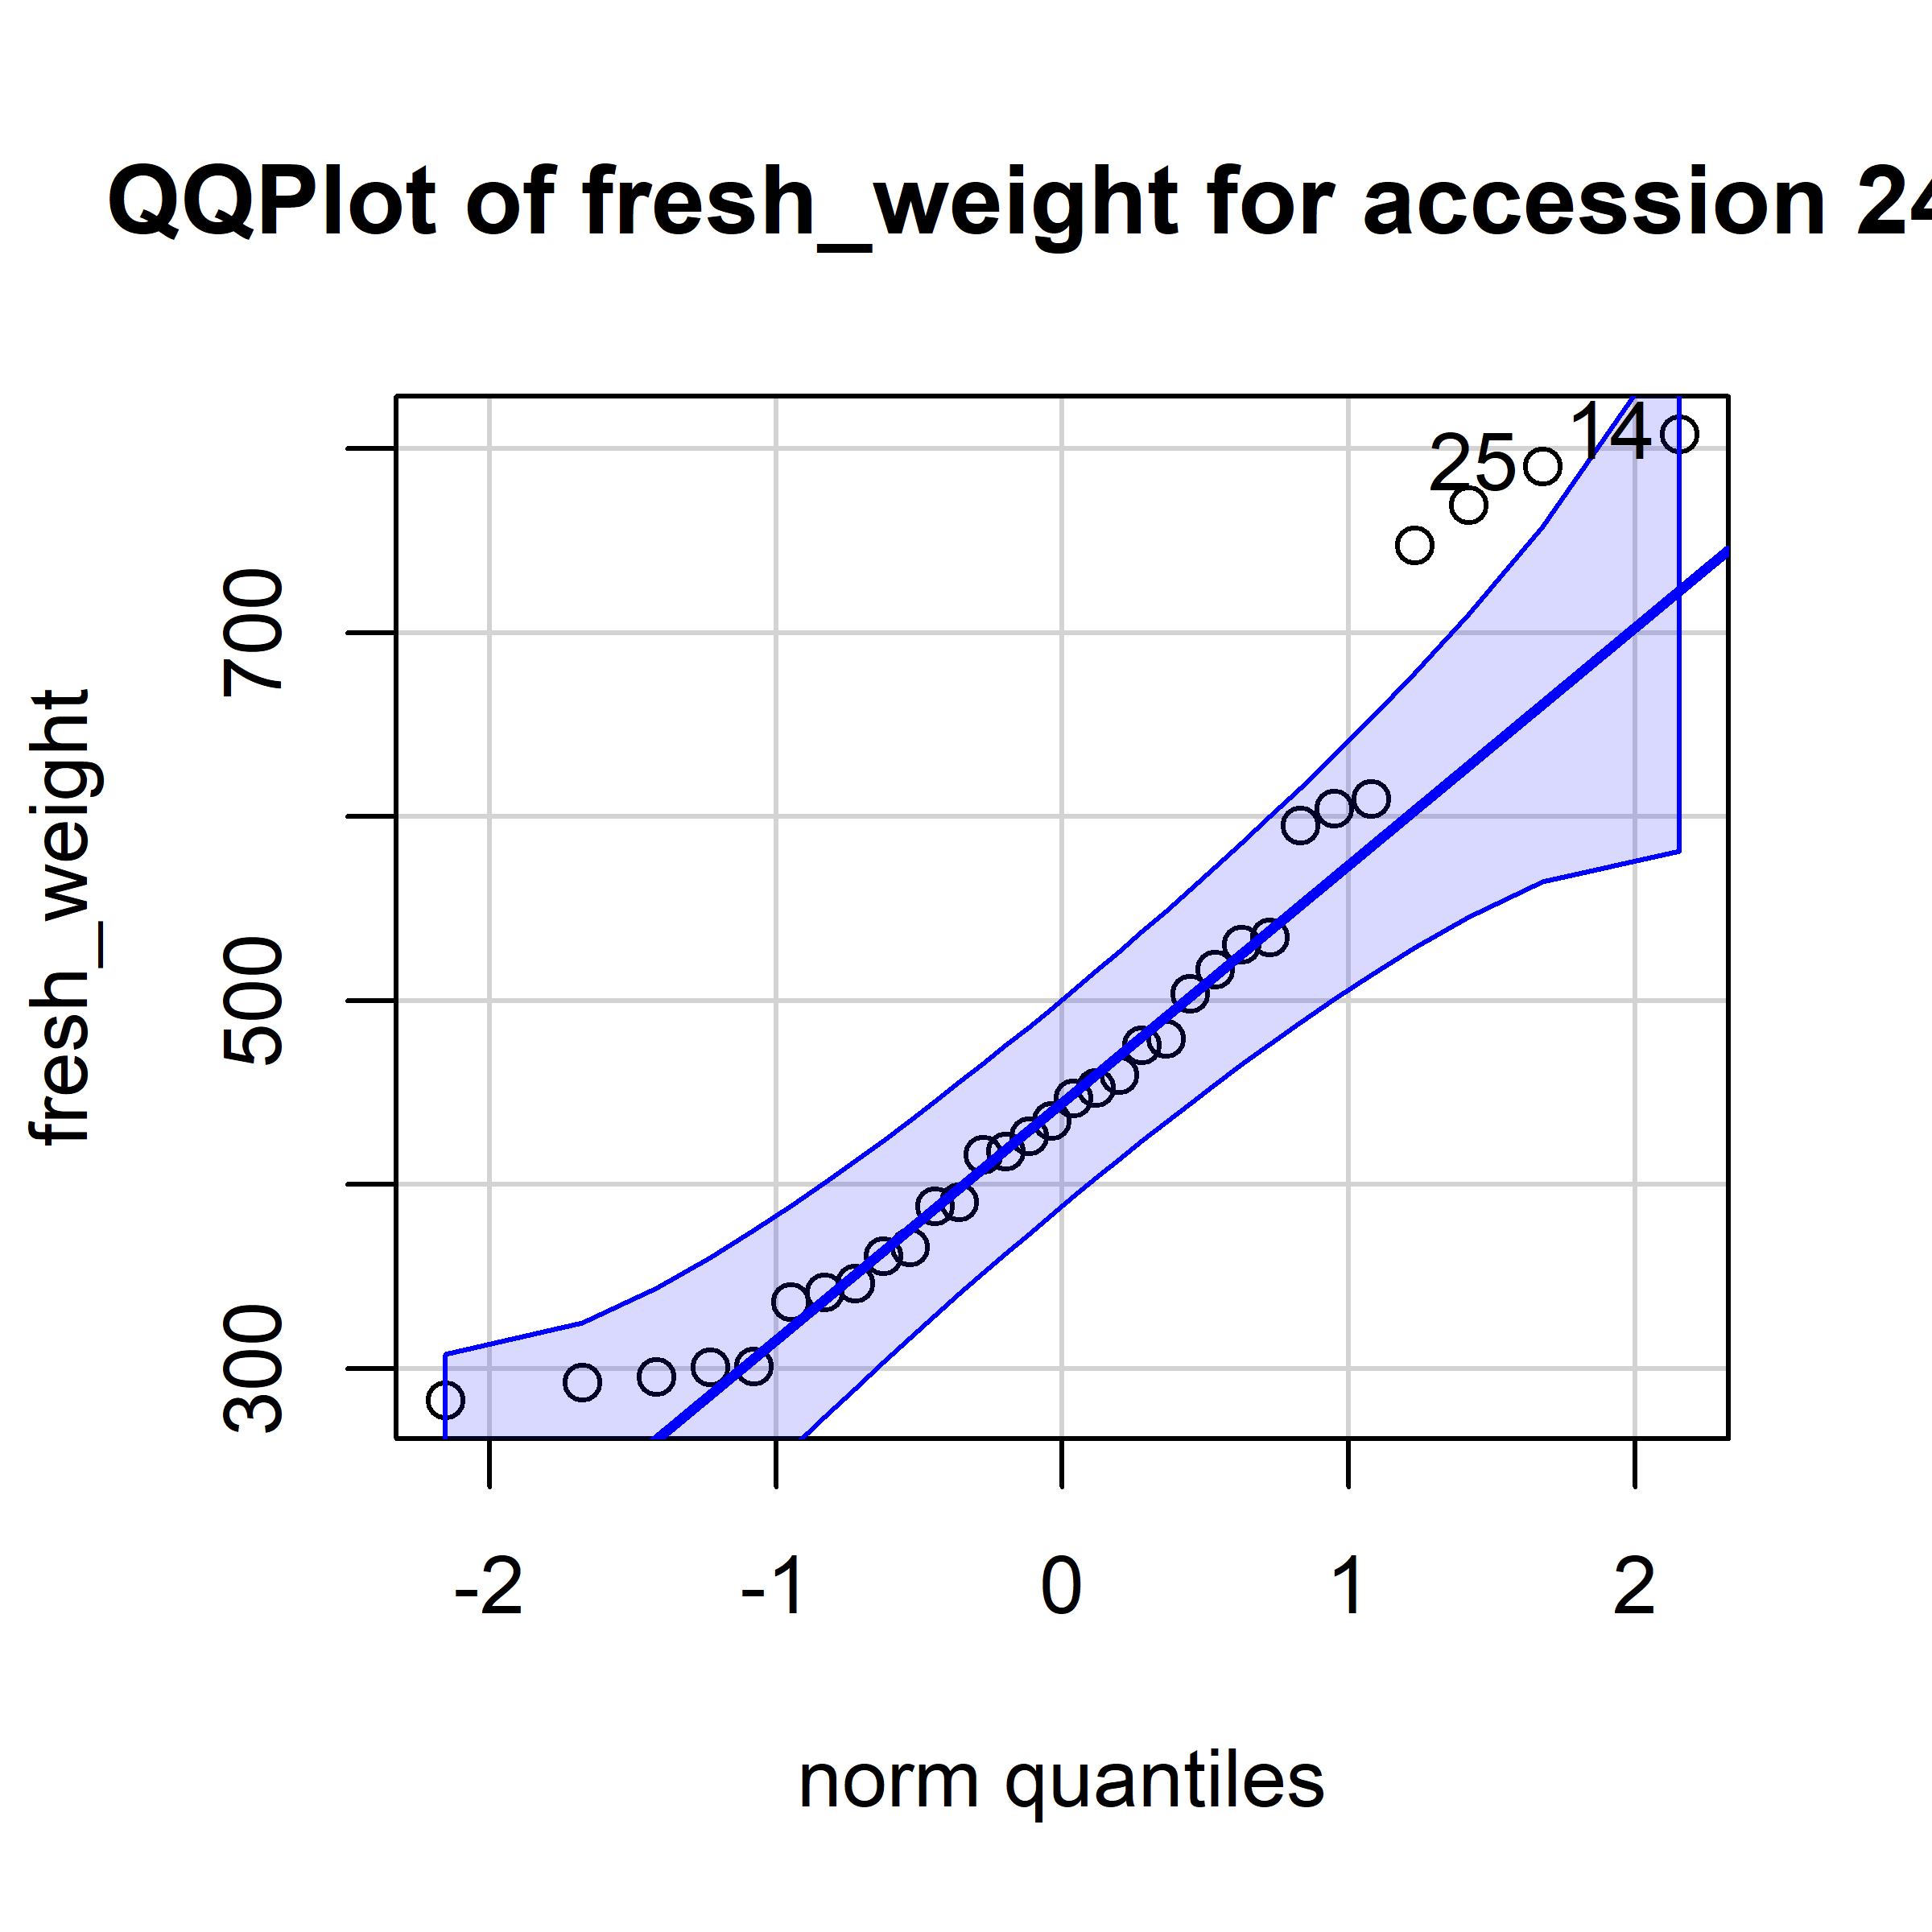 QQPlot of fresh_weight for accession 24
fresh_weight
700
500
300
25
14
-2 -1 0 1 2
norm quantiles